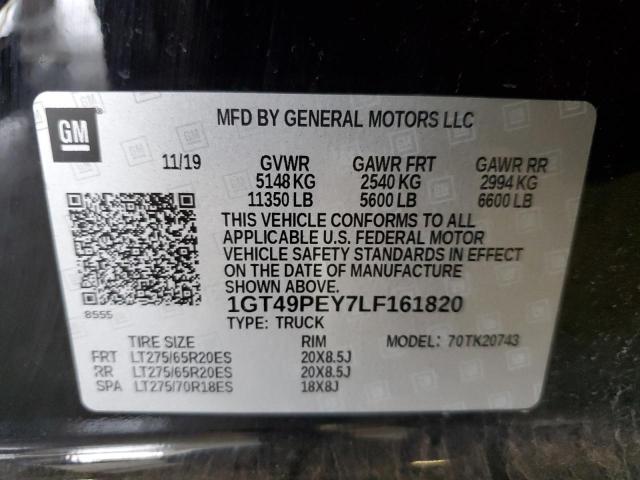 GM
MFD BY GENERAL MOTORS LLC
11/19 GVWR GAWR FRT GAWR RR
5148 KG 2540 KG 2994 KG
11350 LB 5600 LB 6600 LB
THIS VEHICLE CONFORMS TO ALL
APPLICABLE U.S. FEDERAL MOTOR
VEHICLE SAFETY STANDARDS IN EFFECT
ON THE DATE OF MANUFACTURE
SHOWN ABOVE.
8555
1GT49PEY7LF161820
TYPE: TRUCK
TIRE SIZE RIM MODEL: 70TK20743
FRT LT275/65R20ES 20X8.5J
RR LT275/65R20ES 20X8.5J
SPA LT275/70R18ES 18X8J